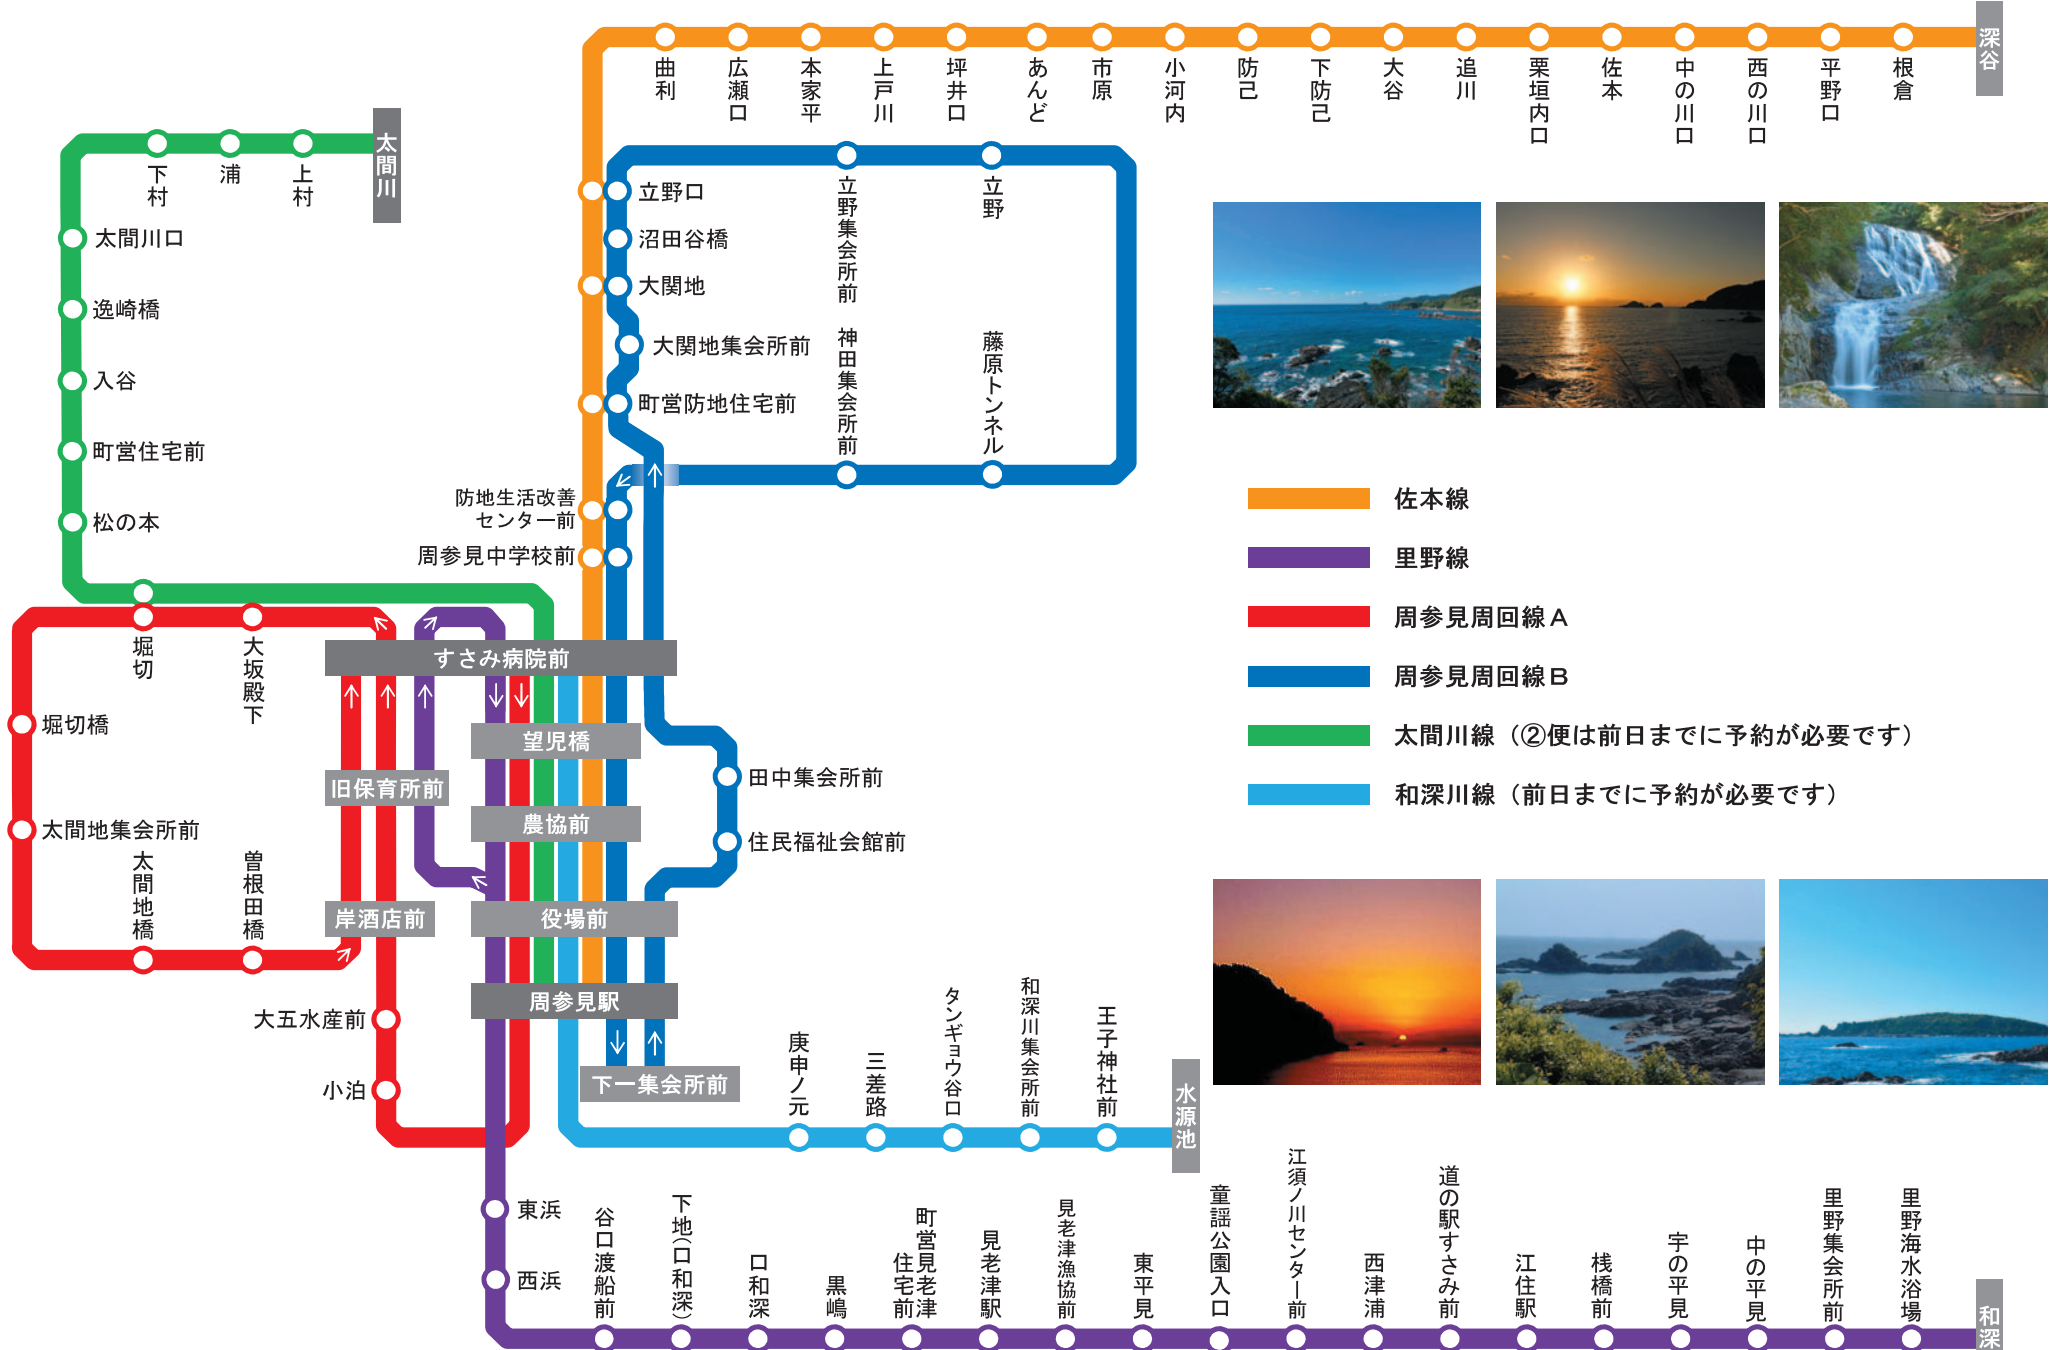 深谷
曲利
広瀬口
本家平
上戸川
坪井口
あんど
市原
小河内
防己
下防己
大谷
追川
栗垣内口
佐本
中の川口
西の川口
平野口
根倉
太間川
下村
浦
上村
太間川口
逸崎橋
入谷
町営住宅前
松の本
立野口
沼田谷橋
大関地
大関地集会所前
町営防地住宅前
立野集会所前
立野
神田集会所前
藤原トンネル
防地生活改善
センター前
周参見中学校前
堀切
大坂殿下
堀切橋
太間地集会所前
太間地橋
曽根田橋
すさみ病院前
望児橋
旧保育所前
農協前
岸酒店前
役場前
周参見駅
下一集会所前
田中集会所前
住民福祉会館前
大五水産前
小泊
佐本線
里野線
周参見周回線A
周参見周回線B
太間川線（②便は前日までに予約が必要です）
和深川線（前日までに予約が必要です）
庚申ノ元
三差路
タンギョウ谷口
和深川集会所前
王子神社前
水源池
東浜
西浜
谷口渡船前
下地（口和深）
口和深
黒嶋
町営見老津
住宅前
見老津駅
見老津漁協前
東平見
童謡公園入口
江須ノ川センター前
西津浦
道の駅すさみ前
江住駅
桟橋前
宇の平見
中の平見
里野集会所前
里野海水浴場
和深